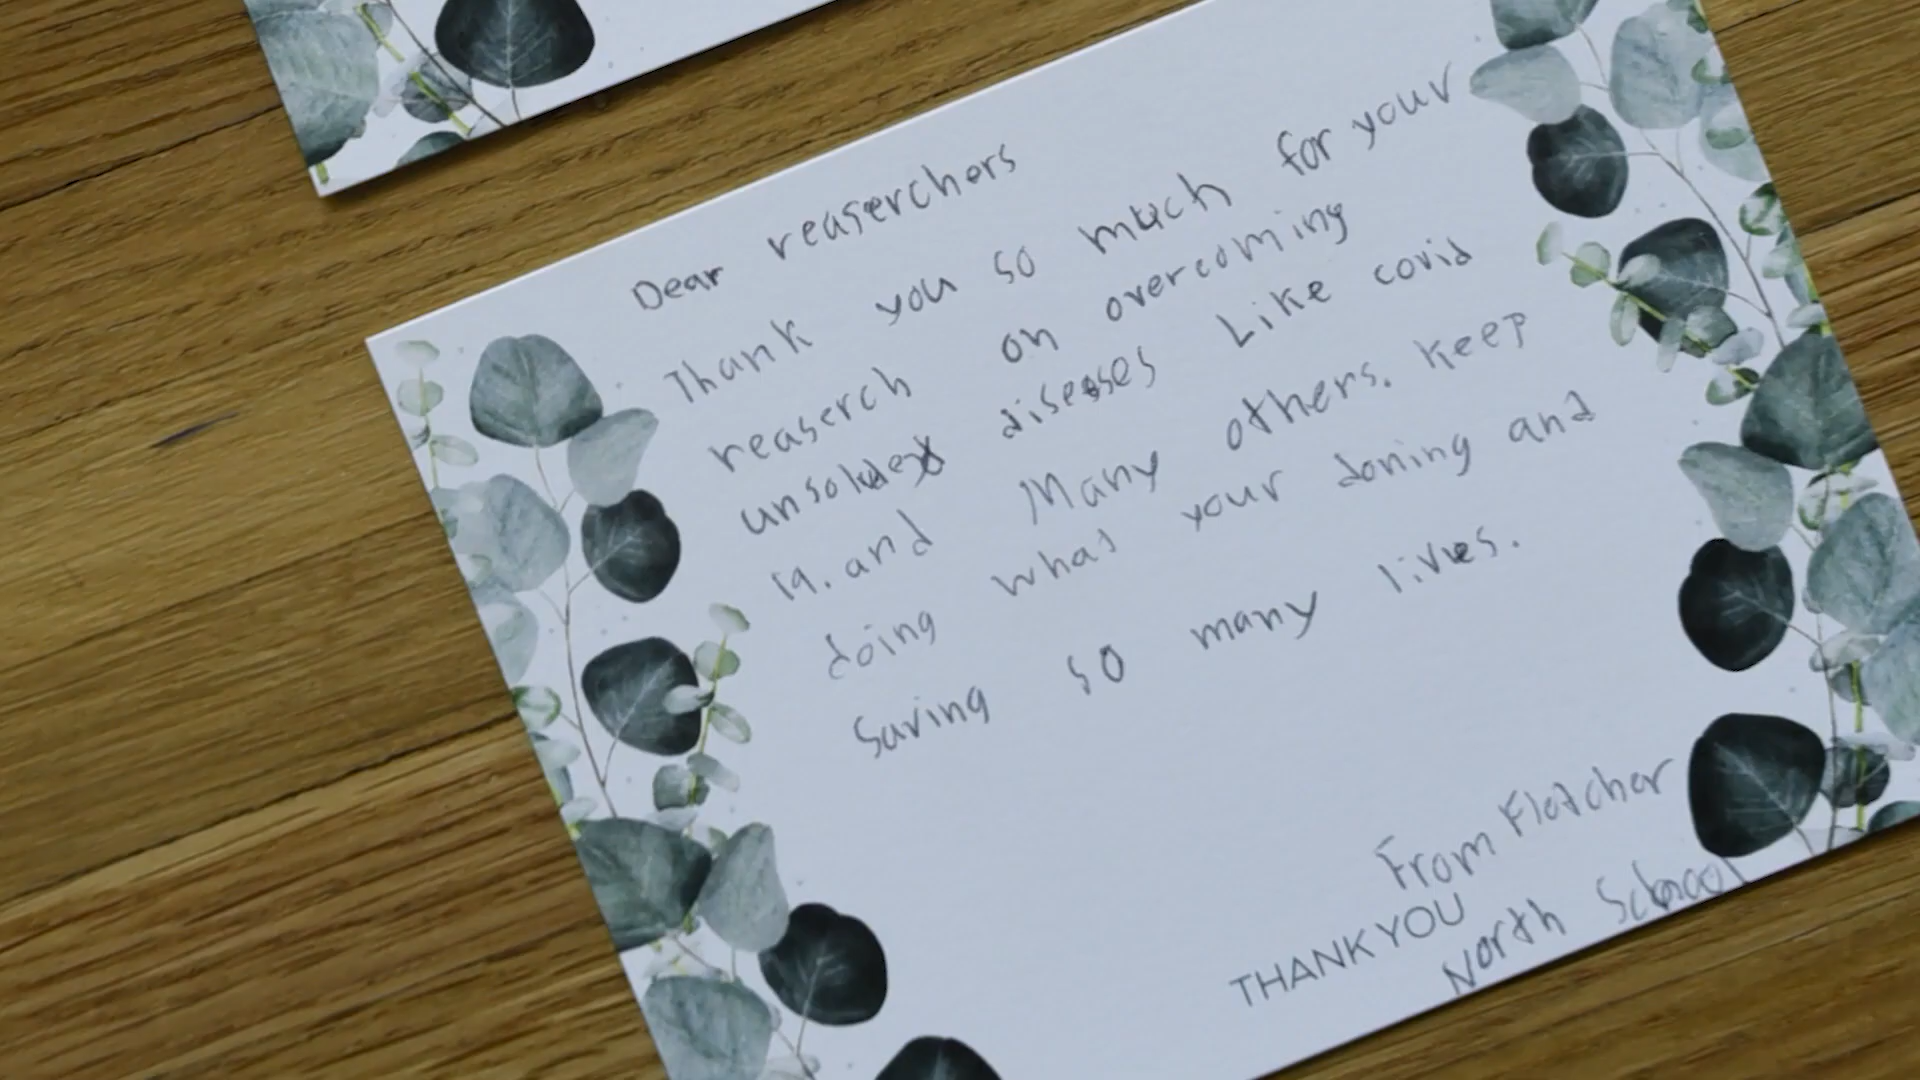 Dear reaserchers
Thank you so much for your
reaserch on overcoming
unsolved diseases Like covid
19. and Many others. keep
doing what your doning and
Saving so many lives.
From Fletcher
THANK YOU
North School